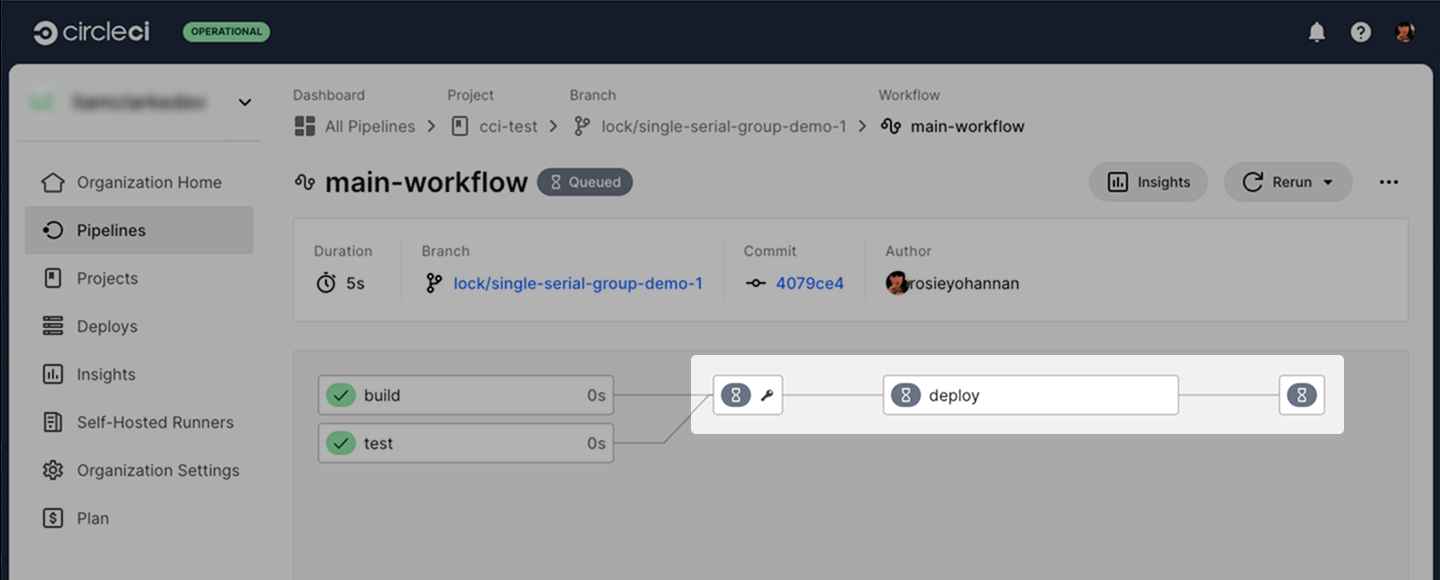 circleci OPERATIONAL
Dashboard Project Branch Workflow
All Pipelines cci-test lock/single-serial-group-demo-1 main-workflow
main-workflow Queued Insights Rerun
Organization Home
Pipelines
Projects
Deploys
Insights
Self-Hosted Runners
Organization Settings
Plan
Duration Branch Commit Author
5s lock/single-serial-group-demo-1 4079ce4 rosieyohannan
build 0s deploy
test 0s